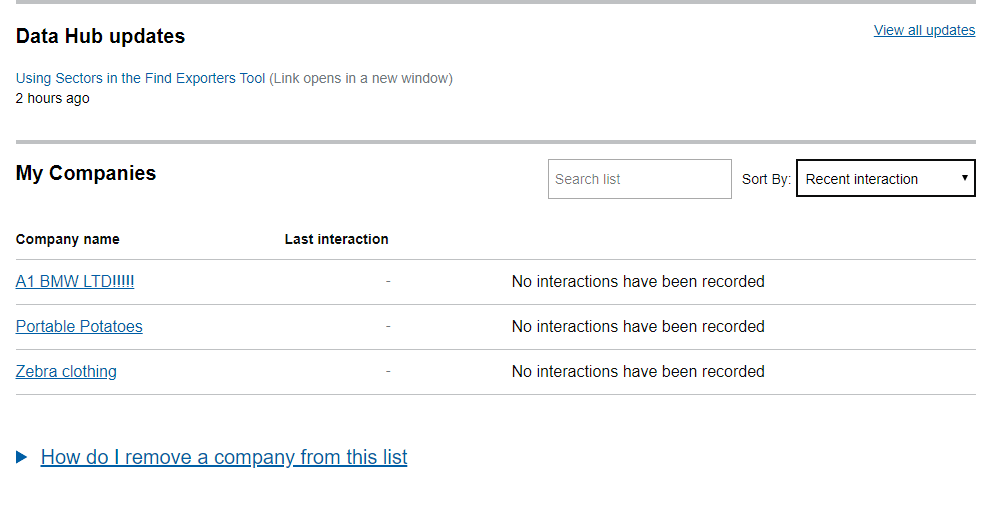 Data Hub updates
View all updates
Using Sectors in the Find Exporters Tool (Link opens in a new window)
2 hours ago
My Companies
Search list
Sort By:
Recent interaction
Company name Last interaction
A1 BMW LTD!!!!! - No interactions have been recorded
Portable Potatoes - No interactions have been recorded
Zebra clothing - No interactions have been recorded
How do I remove a company from this list